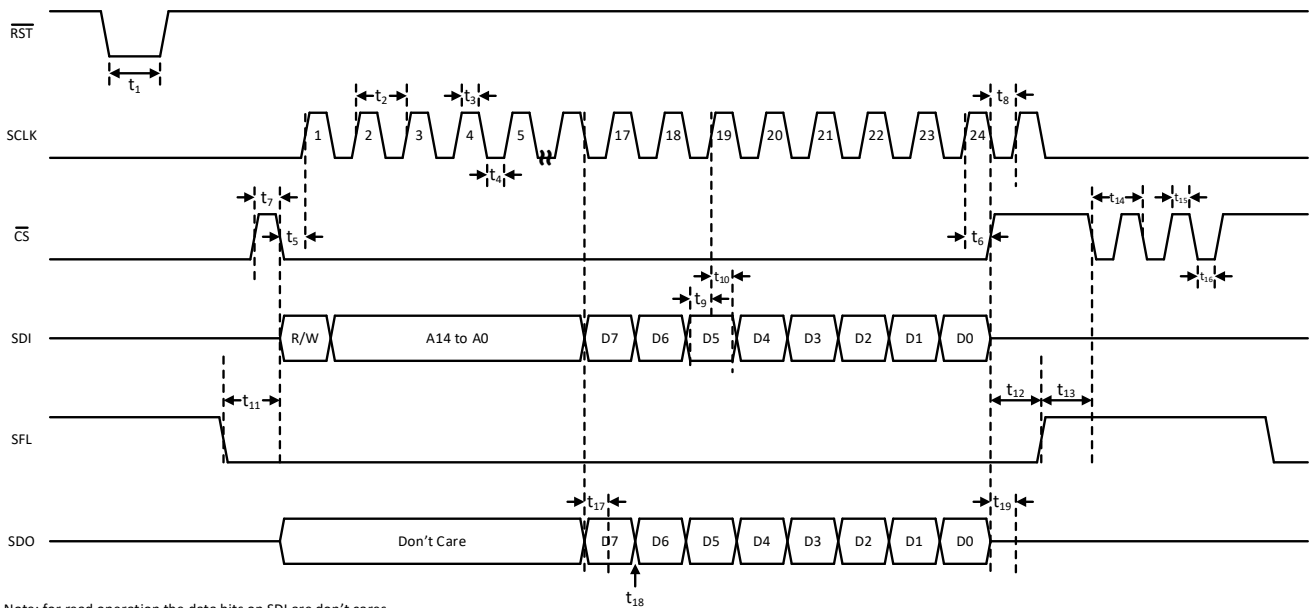 RST
t1
t2
t3
t8
SCLK
1 2 3 4 5 17 18 19 20 21 22 23 24
t4
t7
t14
t15
CS
t5
t6
t16
t10
t9
SDI
R/W A14 to A0 D7 D6 D5 D4 D3 D2 D1 D0
t11
t12
t13
SFL
t17
t19
SDO
Don't Care D7 D6 D5 D4 D3 D2 D1 D0
t18
Note: for read operation the data bits on SDI are don't cares